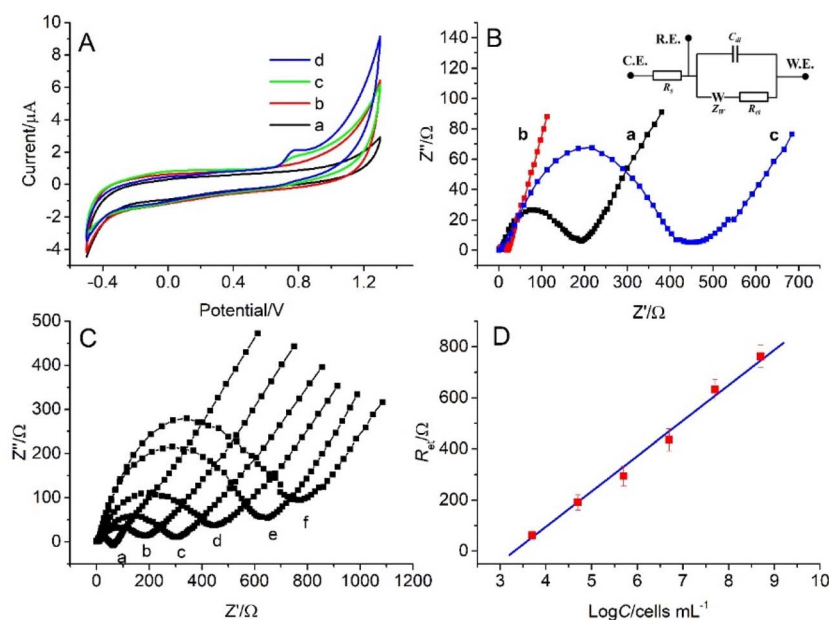 A
10
8
6
4
2
0
-2
-4
Current/μA
d
c
b
a
-0.4 0.0 0.4 0.8 1.2
Potential/V
B
140
120
100
80
60
40
20
0
Z''/Ω
R.E.
C.E.
W.E.
Cdl
Rs
W
ZW
Ret
b
a
c
0 100 200 300 400 500 600 700
Z'/Ω
C
500
400
300
200
100
0
Z''/Ω
a b c d e f
0 200 400 600 800 1000 1200
Z'/Ω
D
800
600
400
200
0
Ret/Ω
3 4 5 6 7 8 9 10
LogC/cells mL⁻¹